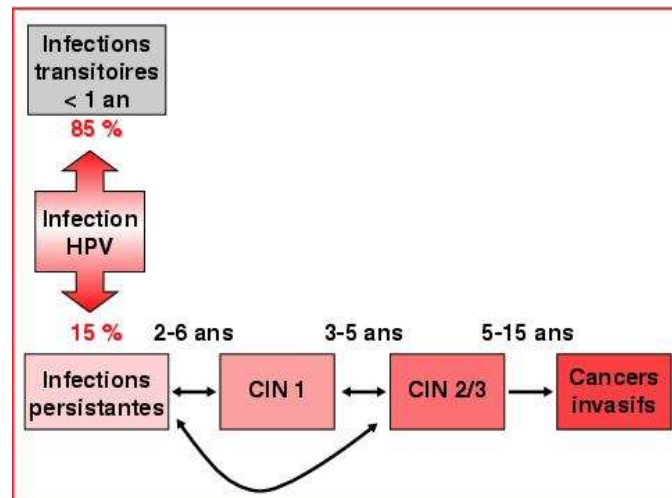 Infections
transitoires
< 1 an
85 %
Infection
HPV
15 %
2-6 ans
3-5 ans
5-15 ans
Infections
persistantes
CIN 1
CIN 2/3
Cancers
invasifs